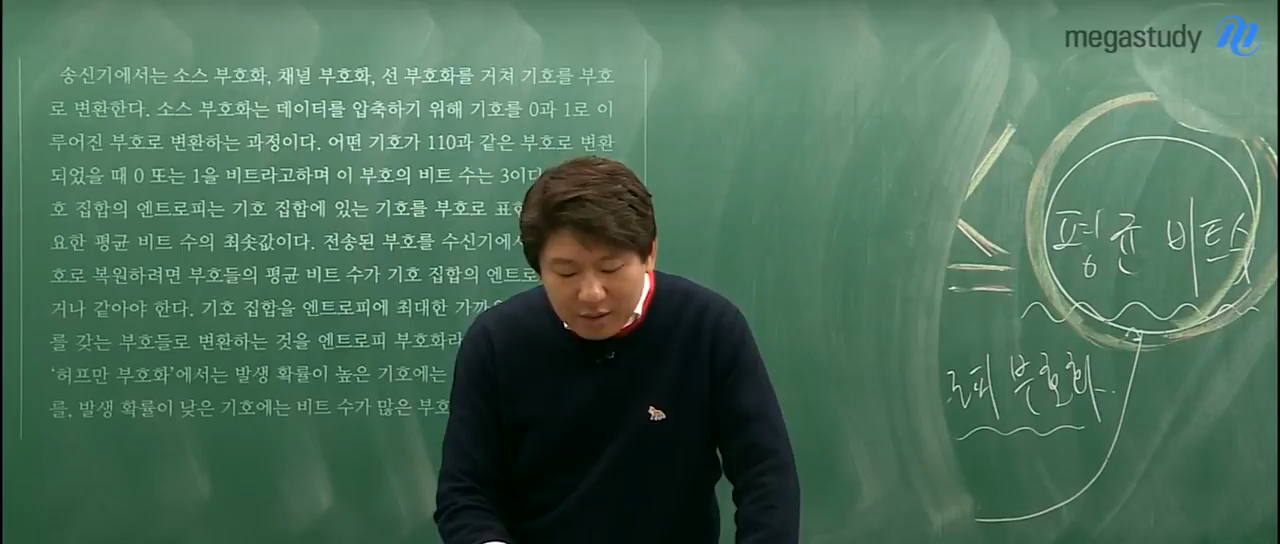 megastudy
송신기에서는 소스 부호화, 채널 부호화, 선 부호화를 거쳐 기호를 부호
로 변환한다. 소스 부호화는 데이터를 압축하기 위해 기호를 0과 1로 이
루어진 부호로 변환하는 과정이다. 어떤 기호가 110과 같은 부호로 변환
되었을 때 0 또는 1을 비트라고하며 이 부호의 비트 수는 3이다
호 집합의 엔트로피는 기호 집합에 있는 기호를 부호로 표
요한 평균 비트 수의 최솟값이다. 전송된 부호를 수신기에서
호로 복원하려면 부호들의 평균 비트 수가 기호 집합의 엔트로
거나 같아야 한다. 기호 집합을 엔트로피에 최대한 가까
를 갖는 부호들로 변환하는 것을 엔트로피 부호화라
‘허프만 부호화’에서는 발생 확률이 높은 기호에는
를, 발생 확률이 낮은 기호에는 비트 수가 많은 부호
≤ 평균 비트수
로피 부호화.